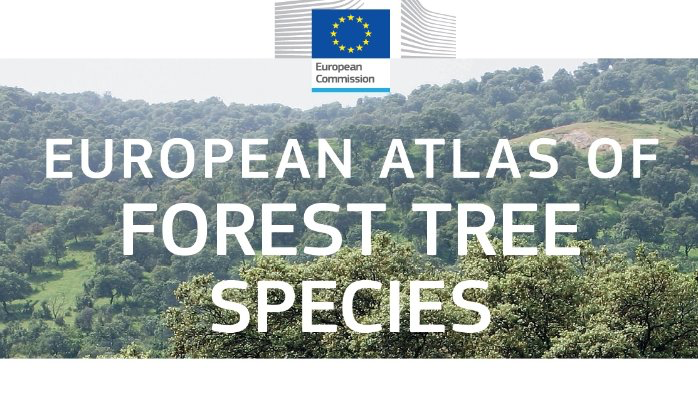 European
Commission
EUROPEAN ATLAS OF
FOREST TREE
SPECIES